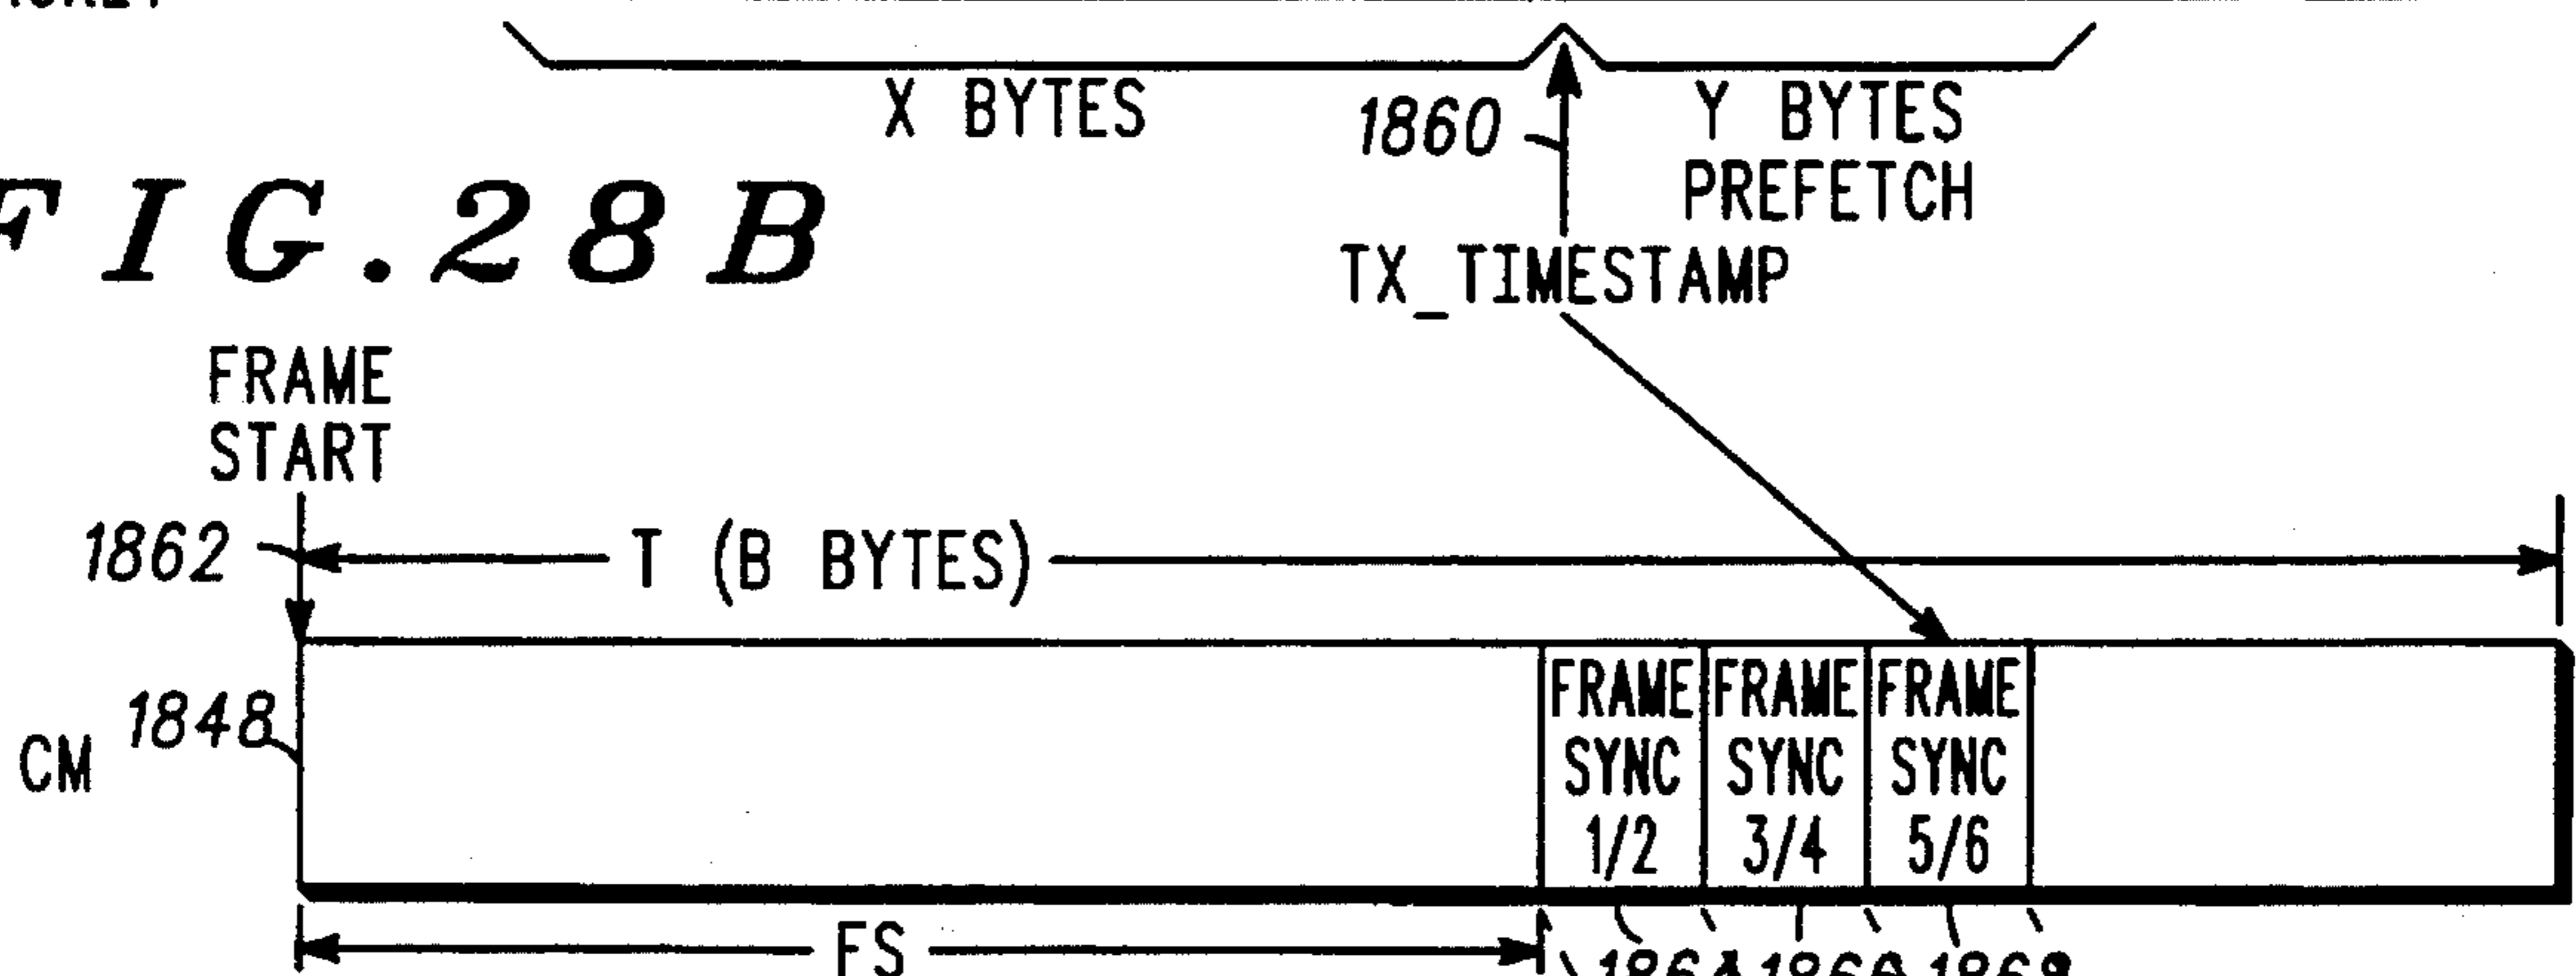 X BYTES
1860
Y BYTES
PREFETCH
FIG.28B
TX_TIMESTAMP
FRAME
START
1862
T (B BYTES)
CM
1848
FRAME
SYNC
1/2
FRAME
SYNC
3/4
FRAME
SYNC
5/6
FS